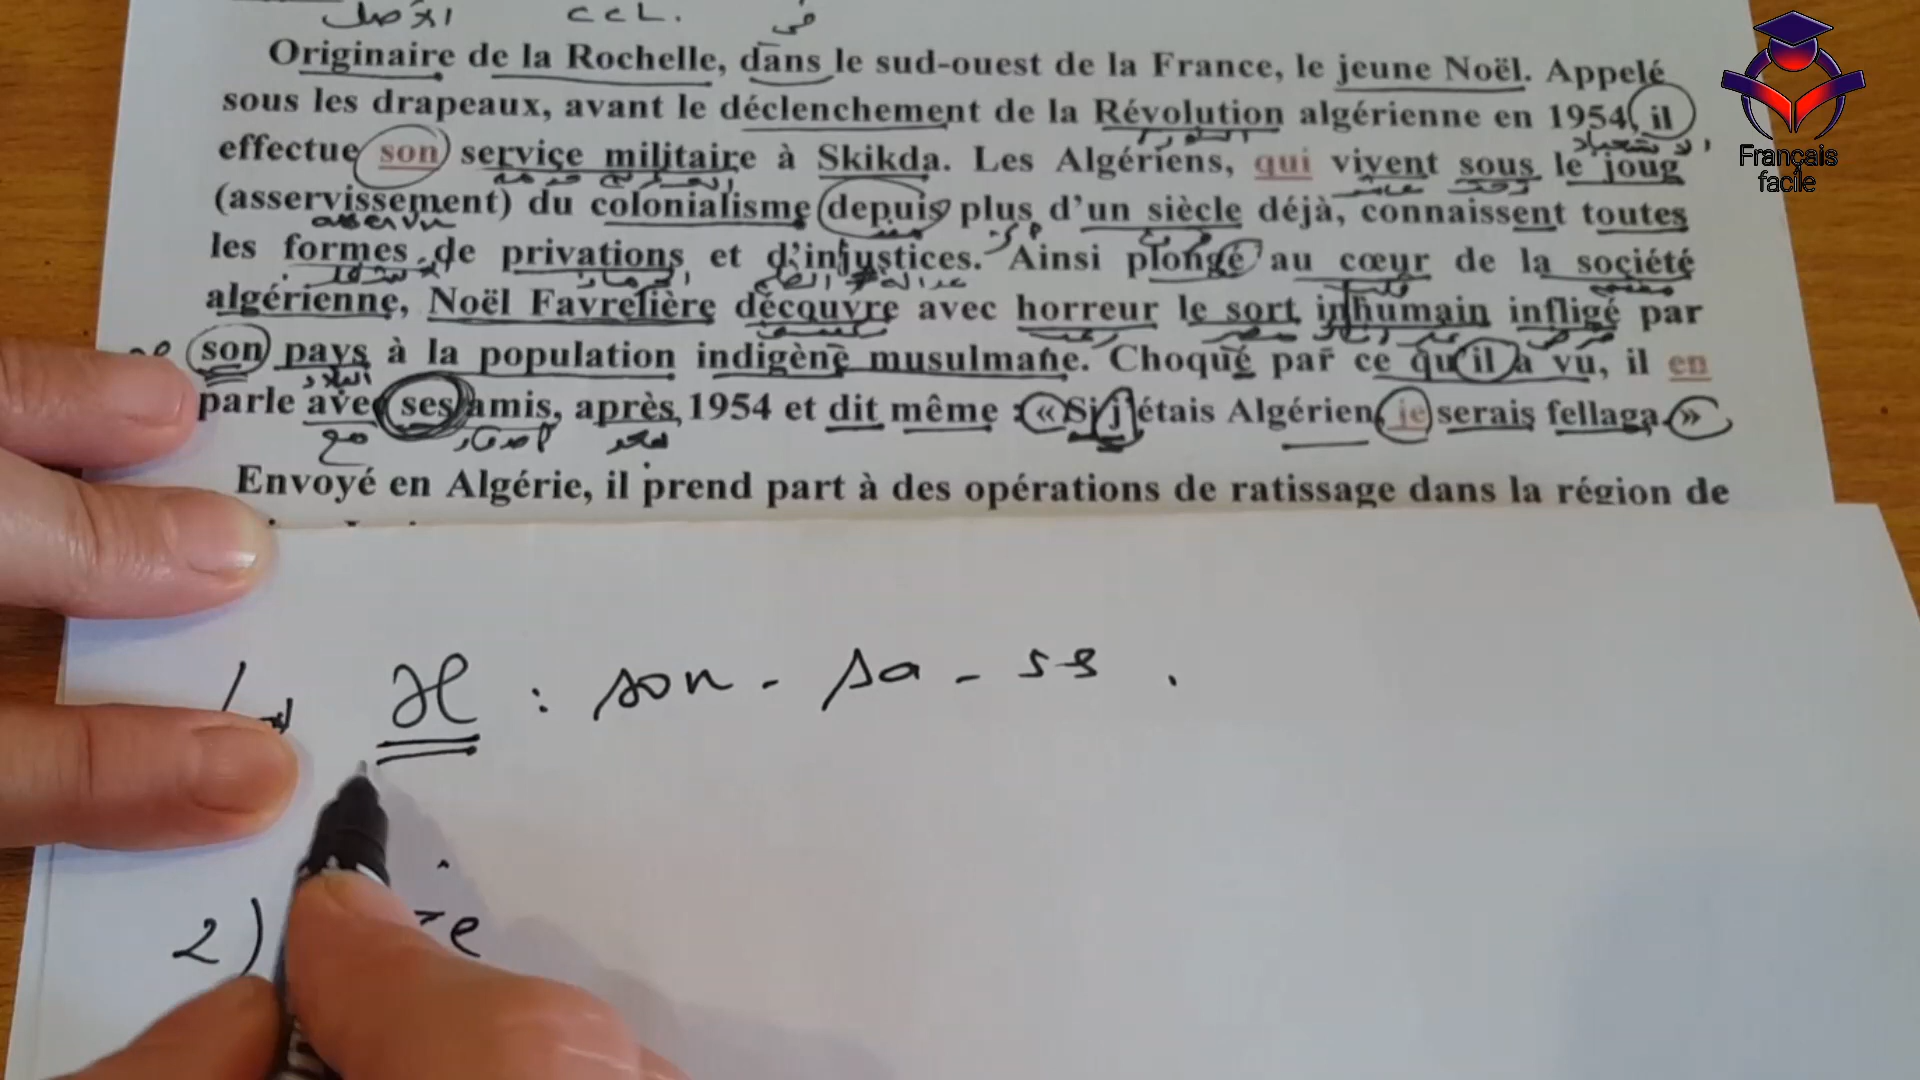 الأصل C C L .
في
Originaire de la Rochelle, dans le sud-ouest de la France, le jeune Noël. Appelé
sous les drapeaux, avant le déclenchement de la Révolution algérienne en 1954, il
الثورة
effectue son service militaire à Skikda. Les Algériens, qui vivent sous le joug
الاستعباد
(asservissement) du colonialisme depuis plus d'un siècle déjà, connaissent toutes
les formes de privations et d'injustices. Ainsi plongé au cœur de la société
algérienne, Noël Favrelière découvre avec horreur le sort inhumain infligé par
son pays à la population indigène musulmane. Choqué par ce qu'il a vu, il en
البلاد
parle avec ses amis, après 1954 et dit même : « Si j'étais Algérien, je serais fellaga. »
مع
Envoyé en Algérie, il prend part à des opérations de ratissage dans la région de
il : son - sa - ses .
2)
Français
facile